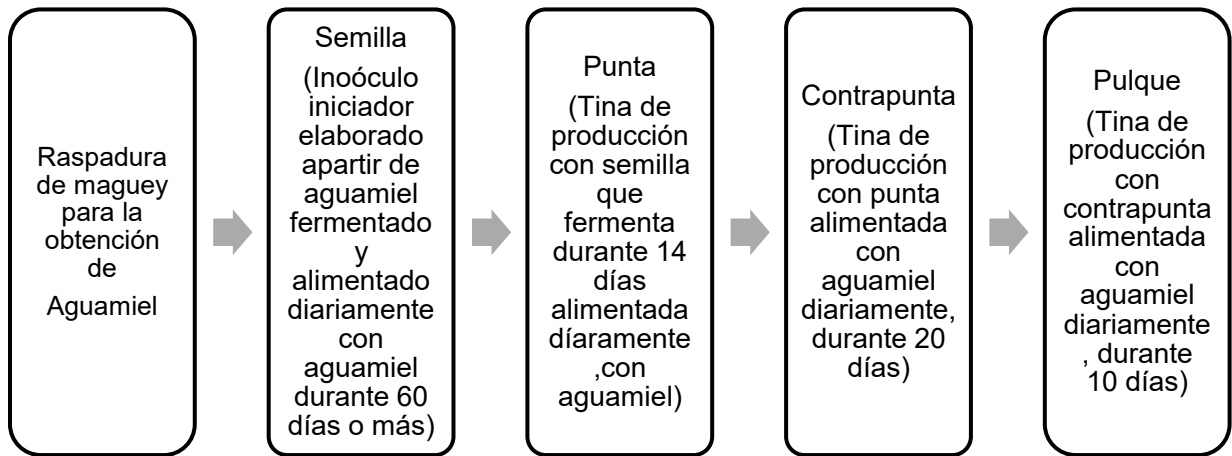 Raspadura
de maguey
para la
obtención
de
Aguamiel
Semilla
(Inoóculo
iniciador
elaborado
apartir de
aguamiel
fermentado
y
alimentado
diariamente
con
aguamiel
durante 60
días o más)
Punta
(Tina de
producción
con semilla
que
fermenta
durante 14
días
alimentada
díaramente
,con
aguamiel)
Contrapunta
(Tina de
producción
con punta
alimentada
con
aguamiel
diariamente,
durante 20
días)
Pulque
(Tina de
producción
con
contrapunta
alimentada
con
aguamiel
diariamente
, durante
10 días)